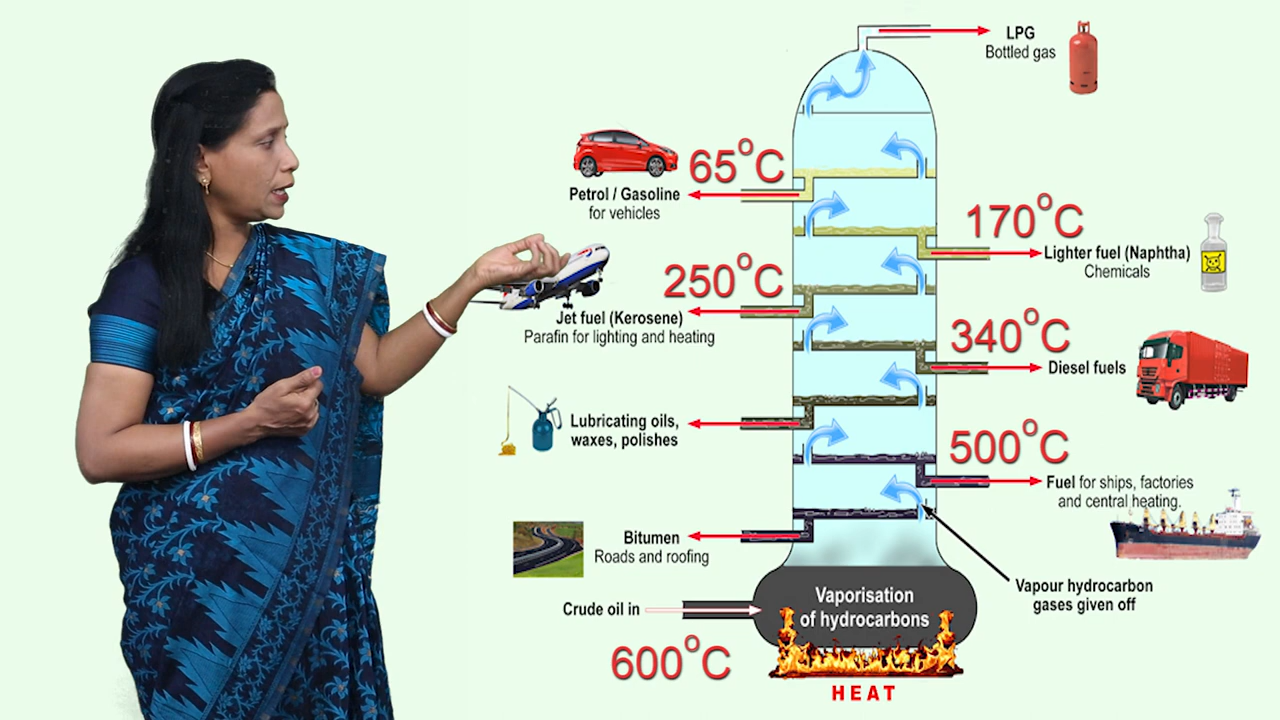 LPG
Bottled gas
65°C
Petrol / Gasoline
for vehicles
170°C
Lighter fuel (Naphtha)
Chemicals
250°C
Jet fuel (Kerosene)
Parafin for lighting and heating
340°C
Diesel fuels
Lubricating oils,
waxes, polishes
500°C
Fuel for ships, factories
and central heating.
Bitumen
Roads and roofing
Vapour hydrocarbon
gases given off
Crude oil in
Vaporisation
of hydrocarbons
600°C
HEAT